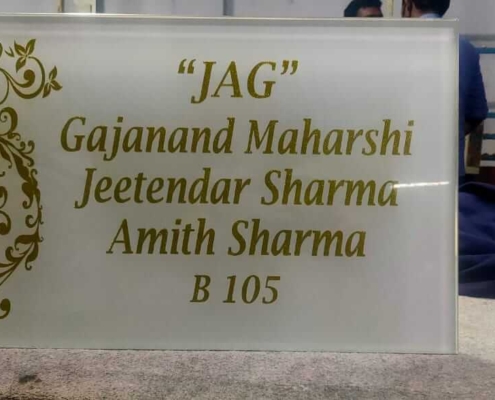 “JAG”
Gajanand Maharshi
Jeetendar Sharma
Amith Sharma
B 105